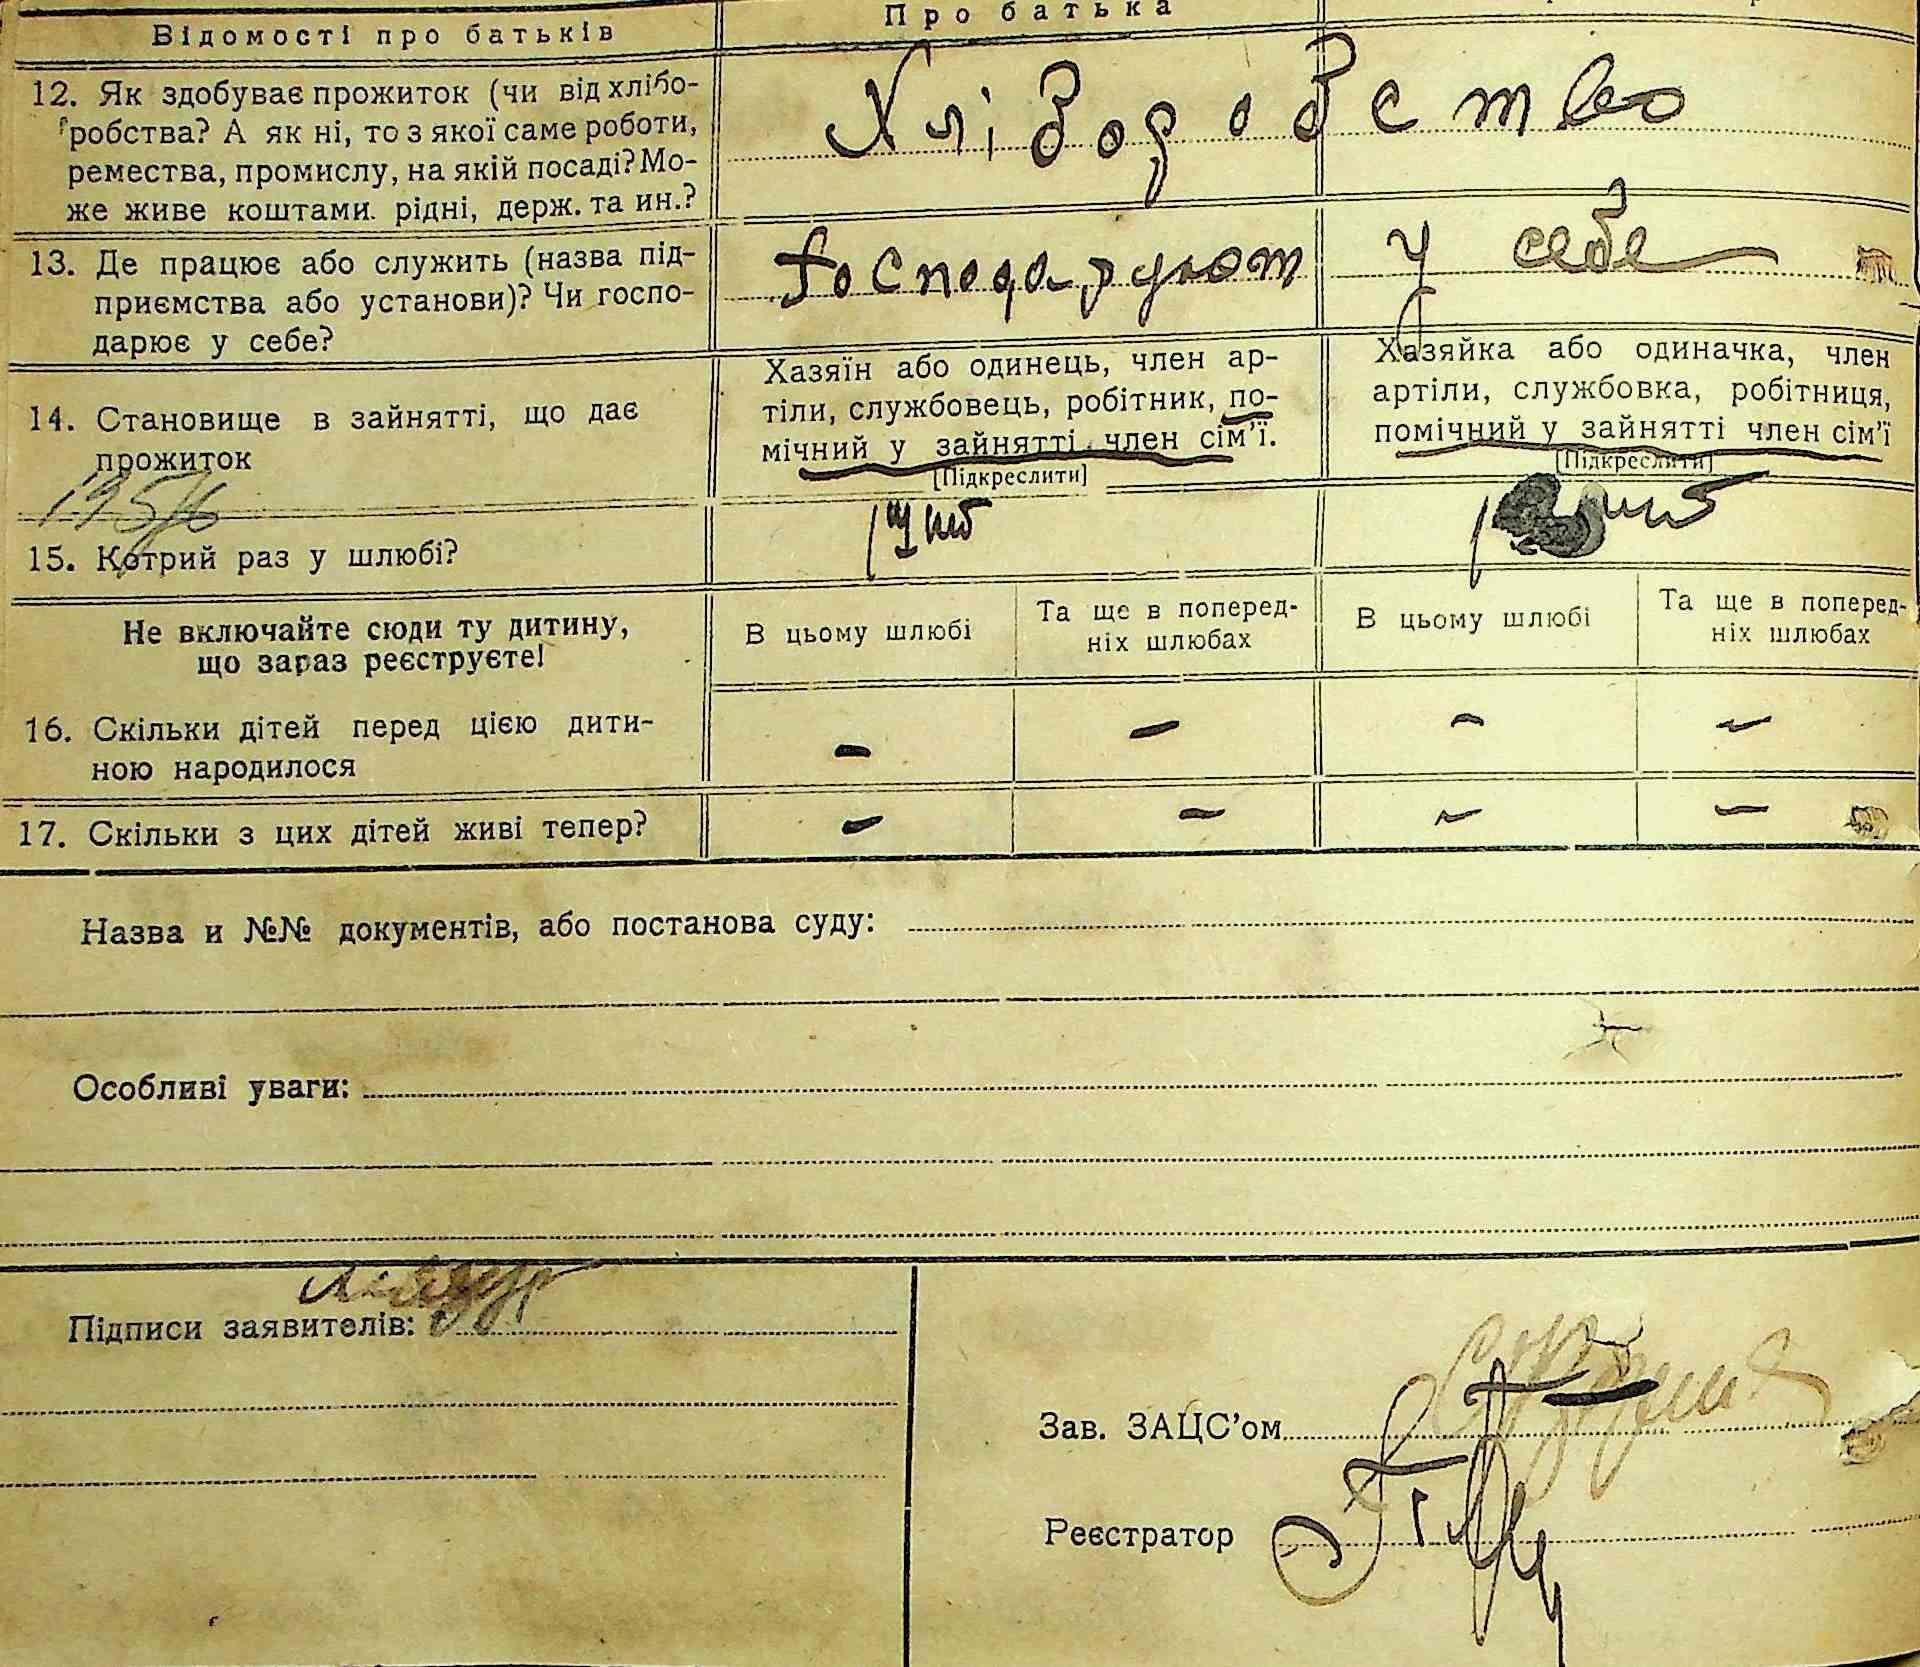 Відомості про батьків
Про батька
12. Як здобуває прожиток (чи від хлібо-
робства? А як ні, то з якої саме роботи,
ремества, промислу, на якій посаді? Мо-
же живе коштами. рідні, держ. та ин.?
Хліборобство
13. Де працює або служить (назва під-
приємства або установи)? Чи госпо-
дарює у себе?
Господарують у себе
14. Становище в зайнятті, що дає
прожиток
Хазяїн або одинець, член ар-
тіли, службовець, робітник, по-
мічний у зайнятті член сім'ї.
[Підкреслити]
Хазяйка або одиначка, член
артіли, службовка, робітниця,
помічний у зайнятті член сім'ї
[Підкреслити]
195/6
15. Котрий раз у шлюбі?
Не включайте сюди ту дитину,
що зараз реєструєте!
В цьому шлюбі
Та ще в поперед-
ніх шлюбах
В цьому шлюбі
Та ще в поперед-
ніх шлюбах
16. Скільки дітей перед цією дити-
ною народилося
– – – –
17. Скільки з цих дітей живі тепер?
– – – –
Назва и №№ документів, або постанова суду:
Особливі уваги:
Підписи заявителів:
Зав. ЗАЦС'ом
Реєстратор